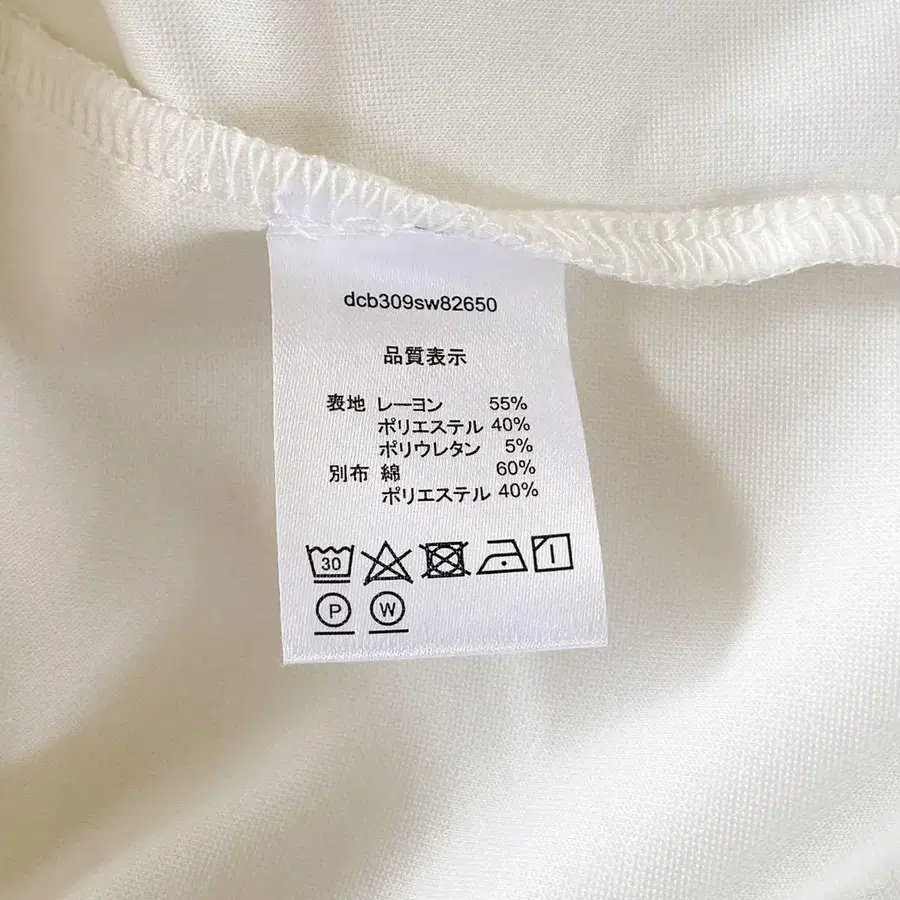 dcb309sw82650
品質表示
表地 レーヨン 55%
ポリエステル 40%
ポリウレタン 5%
別布 綿 60%
ポリエステル 40%
30
P W